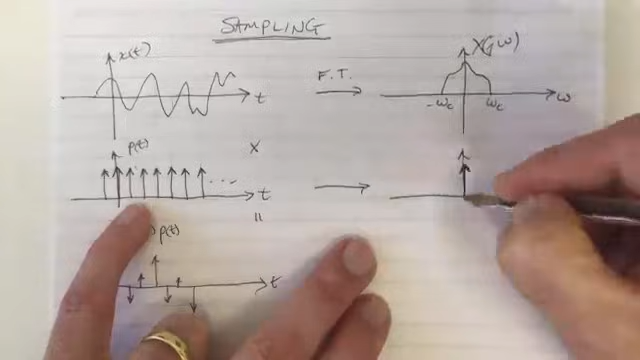 SAMPLING
x(t)
X(jω)
F.T.
t
-ωc
ωc
ω
p(t)
x
...
t
=
p(t)
t